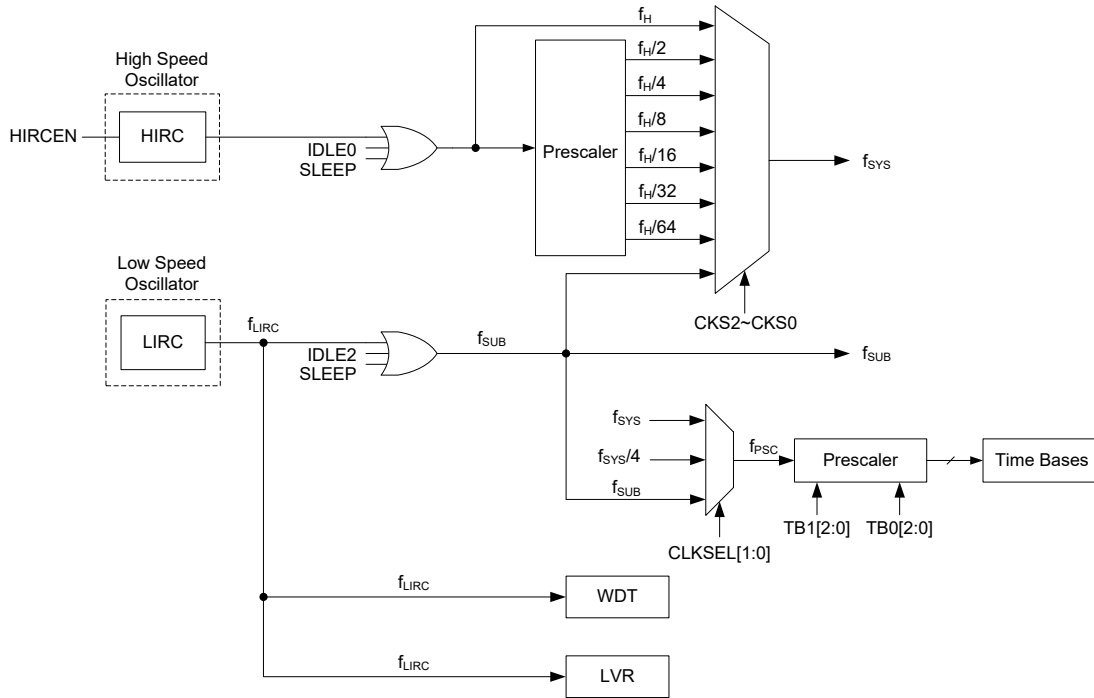 High Speed
Oscillator
HIRCEN
HIRC
IDLE0
SLEEP
fH
Prescaler
fH/2
fH/4
fH/8
fH/16
fH/32
fH/64
fSYS
CKS2~CKS0
Low Speed
Oscillator
LIRC
fLIRC
IDLE2
SLEEP
fSUB
fSUB
fSYS
fSYS/4
fSUB
CLKSEL[1:0]
fPSC
Prescaler
TB1[2:0]
TB0[2:0]
Time Bases
fLIRC
WDT
fLIRC
LVR